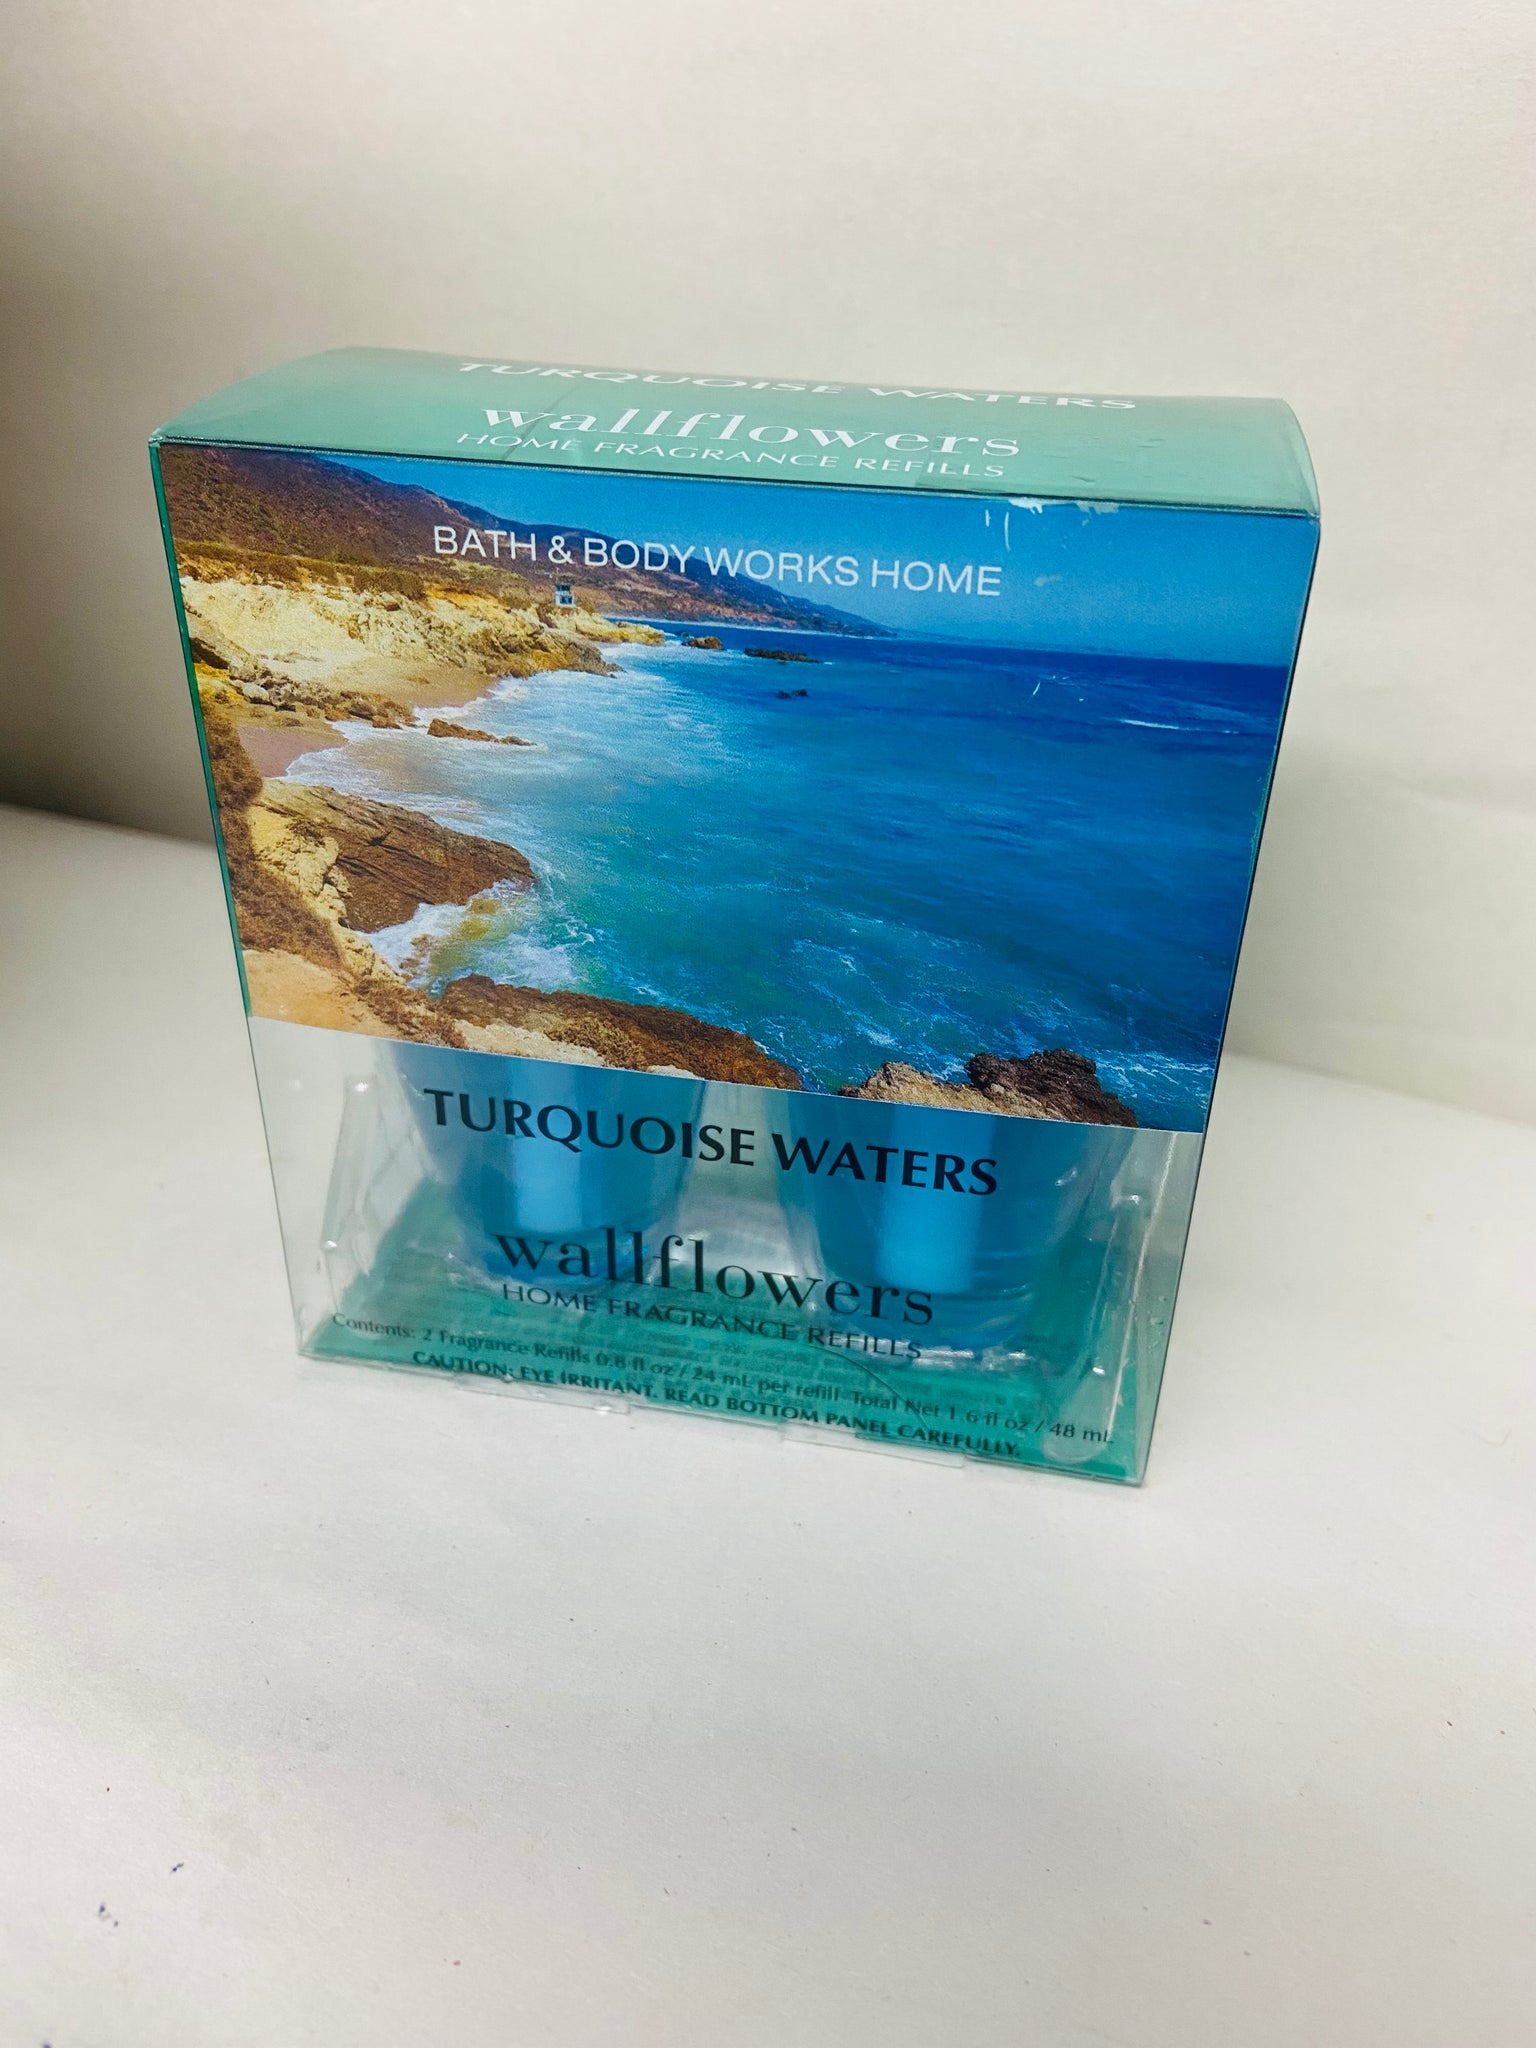 TURQUOISE WATERS
wallflowers
HOME FRAGRANCE REFILLS
BATH & BODY WORKS HOME
TURQUOISE WATERS
wallflowers
HOME FRAGRANCE REFILLS
Contents: 2 Fragrance Refills 0.8 fl oz / 24 mL per refill Total Net 1.6 fl oz / 48 mL
CAUTION: EYE IRRITANT. READ BOTTOM PANEL CAREFULLY.